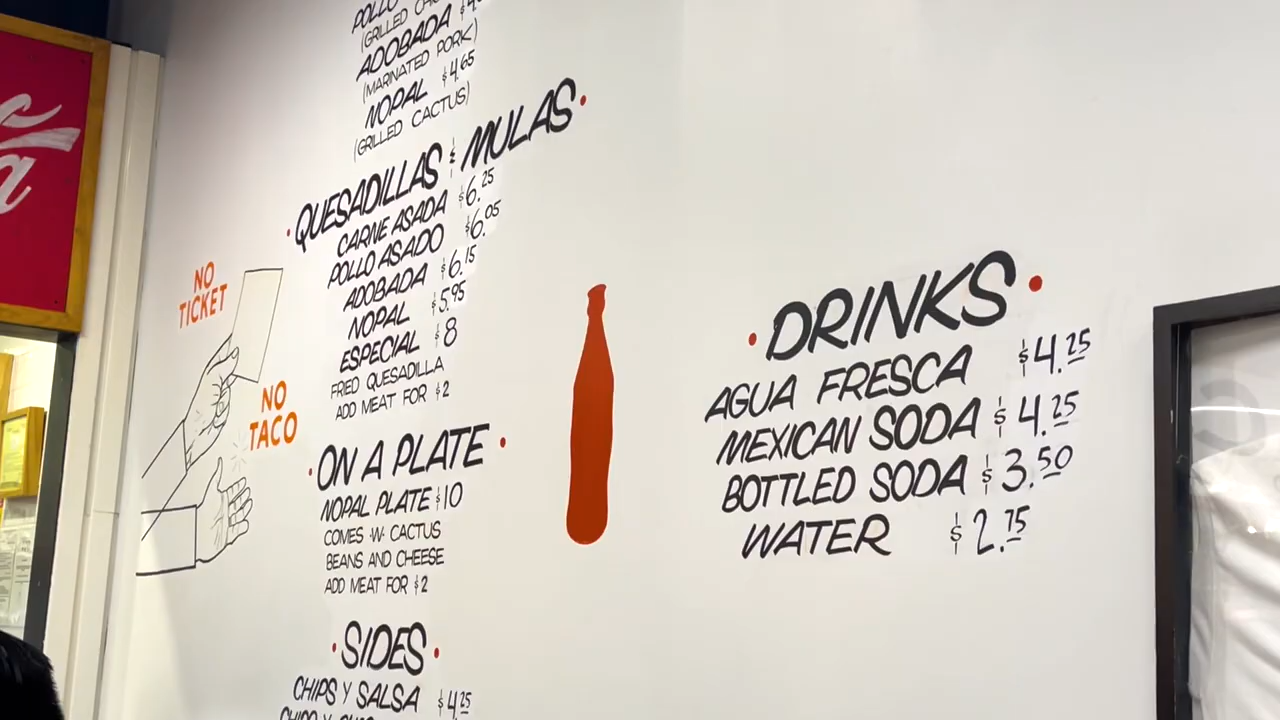 POLLO
(GRILLED
ADOBADA
(MARINATED PORK)
NOPAL $4.65
(GRILLED CACTUS)
QUESADILLAS & MULAS
CARNE ASADA $6.25
POLLO ASADO $6.05
ADOBADA $6.15
NOPAL $5.95
ESPECIAL $8
FRIED QUESADILLA
ADD MEAT FOR $2
ON A PLATE
NOPAL PLATE $10
COMES -W- CACTUS
BEANS AND CHEESE
ADD MEAT FOR $2
SIDES
CHIPS Y SALSA $4.25
CHIPS Y
NO
TICKET
NO
TACO
DRINKS
AGUA FRESCA $4.25
MEXICAN SODA $4.25
BOTTLED SODA $3.50
WATER $2.75